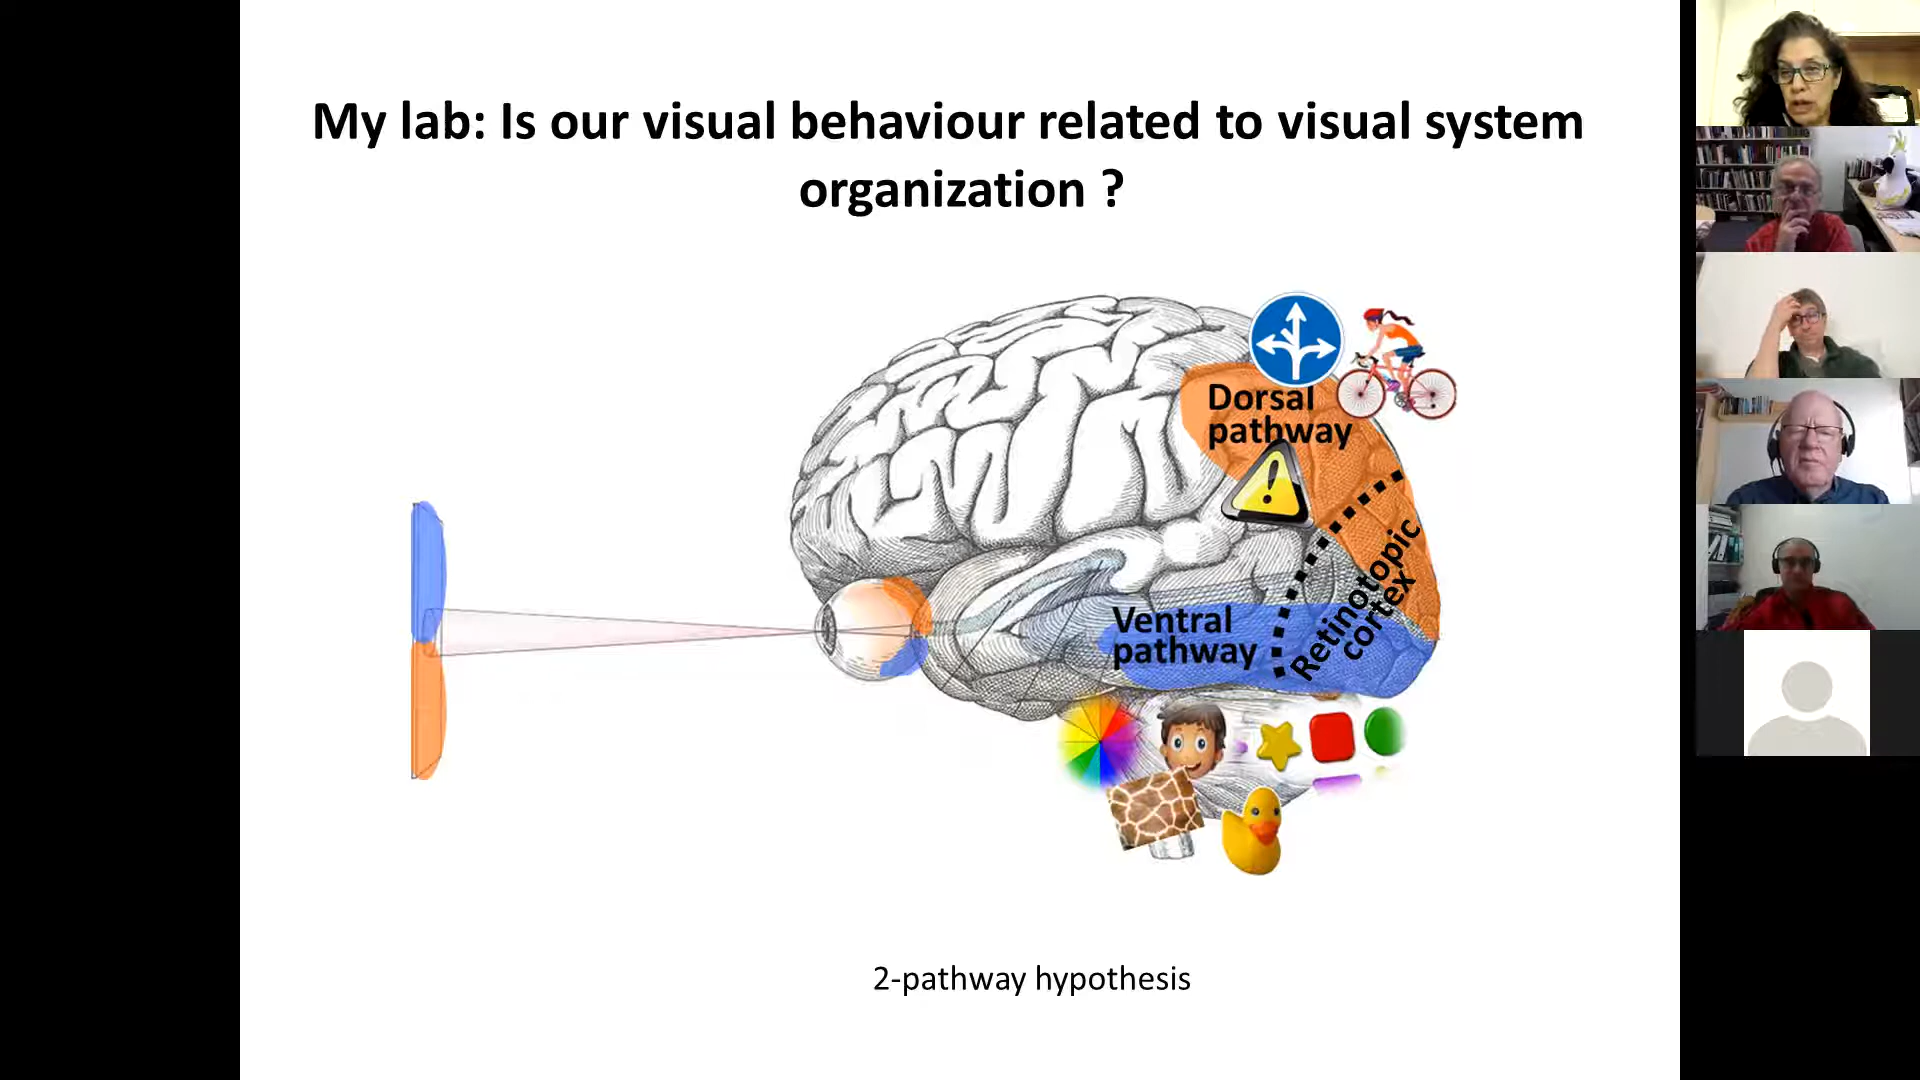 My lab: Is our visual behaviour related to visual system
organization ?
Dorsal
pathway
Ventral
pathway
Retinotopic
cortex
2-pathway hypothesis